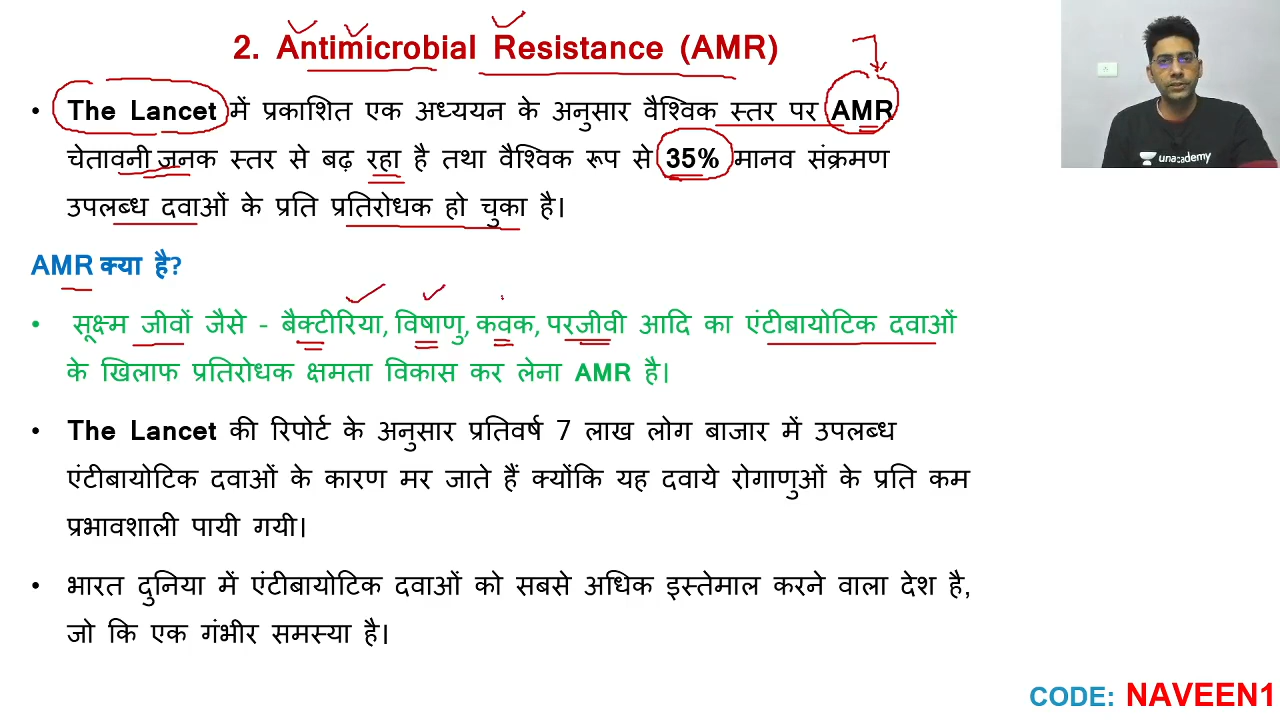 2. Antimicrobial Resistance (AMR)
• The Lancet में प्रकाशित एक अध्ययन के अनुसार वैश्विक स्तर पर AMR
चेतावनी जनक स्तर से बढ़ रहा है तथा वैश्विक रूप से 35% मानव संक्रमण
उपलब्ध दवाओं के प्रति प्रतिरोधक हो चुका है।
AMR क्या है?
• सूक्ष्म जीवों जैसे - बैक्टीरिया, विषाणु, कवक, परजीवी आदि का एंटीबायोटिक दवाओं
के खिलाफ प्रतिरोधक क्षमता विकास कर लेना AMR है।
• The Lancet की रिपोर्ट के अनुसार प्रतिवर्ष 7 लाख लोग बाजार में उपलब्ध
एंटीबायोटिक दवाओं के कारण मर जाते हैं क्योंकि यह दवाये रोगाणुओं के प्रति कम
प्रभावशाली पायी गयी।
• भारत दुनिया में एंटीबायोटिक दवाओं को सबसे अधिक इस्तेमाल करने वाला देश है,
जो कि एक गंभीर समस्या है।
unacademy
CODE: NAVEEN1